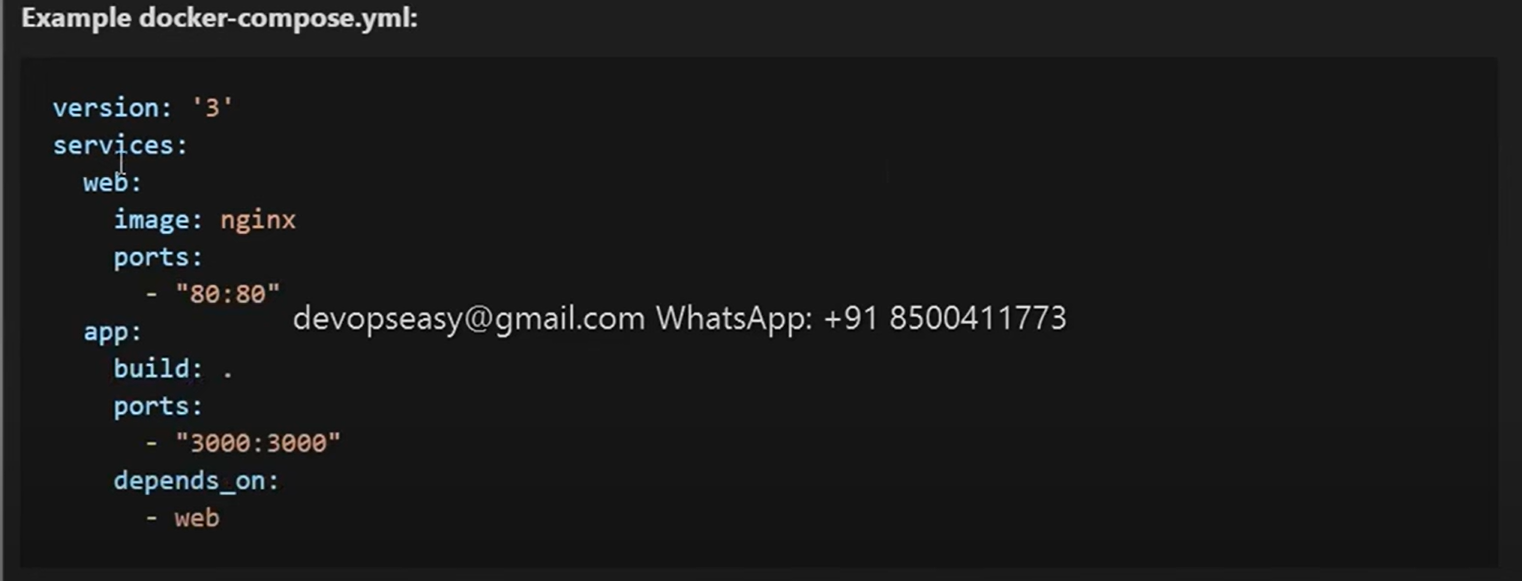 Example docker-compose.yml:
version: '3'
services:
  web:
    image: nginx
    ports:
      - "80:80"
devopseasy@gmail.com WhatsApp: +91 8500411773
  app:
    build: .
    ports:
      - "3000:3000"
    depends_on:
      - web